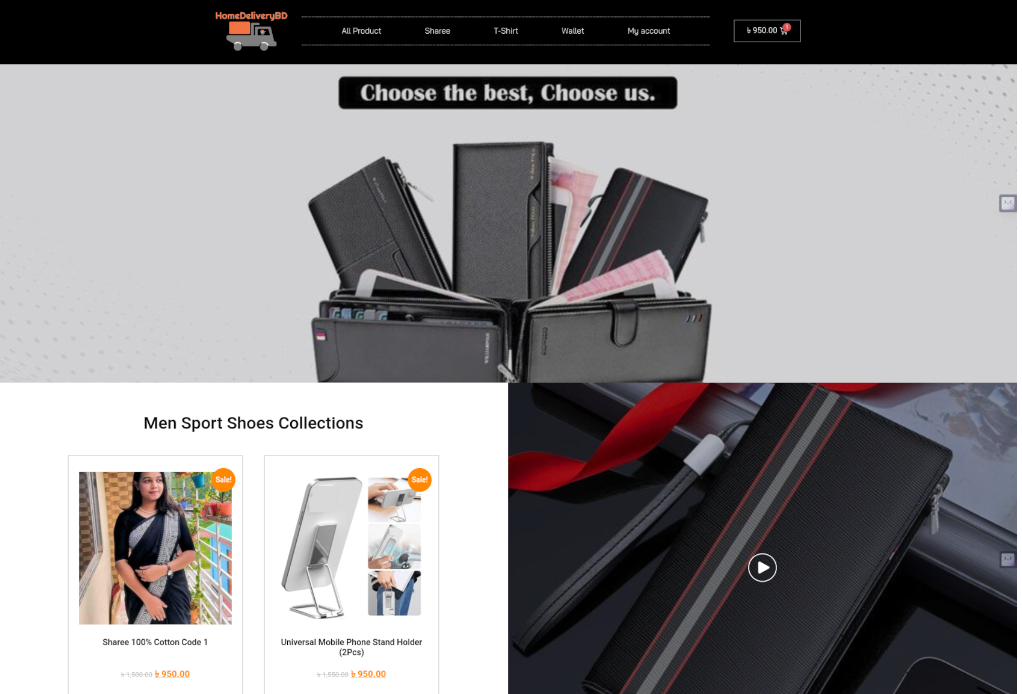 HomeDeliveryBD
All Product
Sharee
T-Shirt
Wallet
My account
৳ 950.00
1
Choose the best, Choose us.
Men Sport Shoes Collections
Sale!
Sale!
Sharee 100% Cotton Code 1
৳ 1,500.00 ৳ 950.00
Universal Mobile Phone Stand Holder
(2Pcs)
৳ 1,550.00 ৳ 950.00